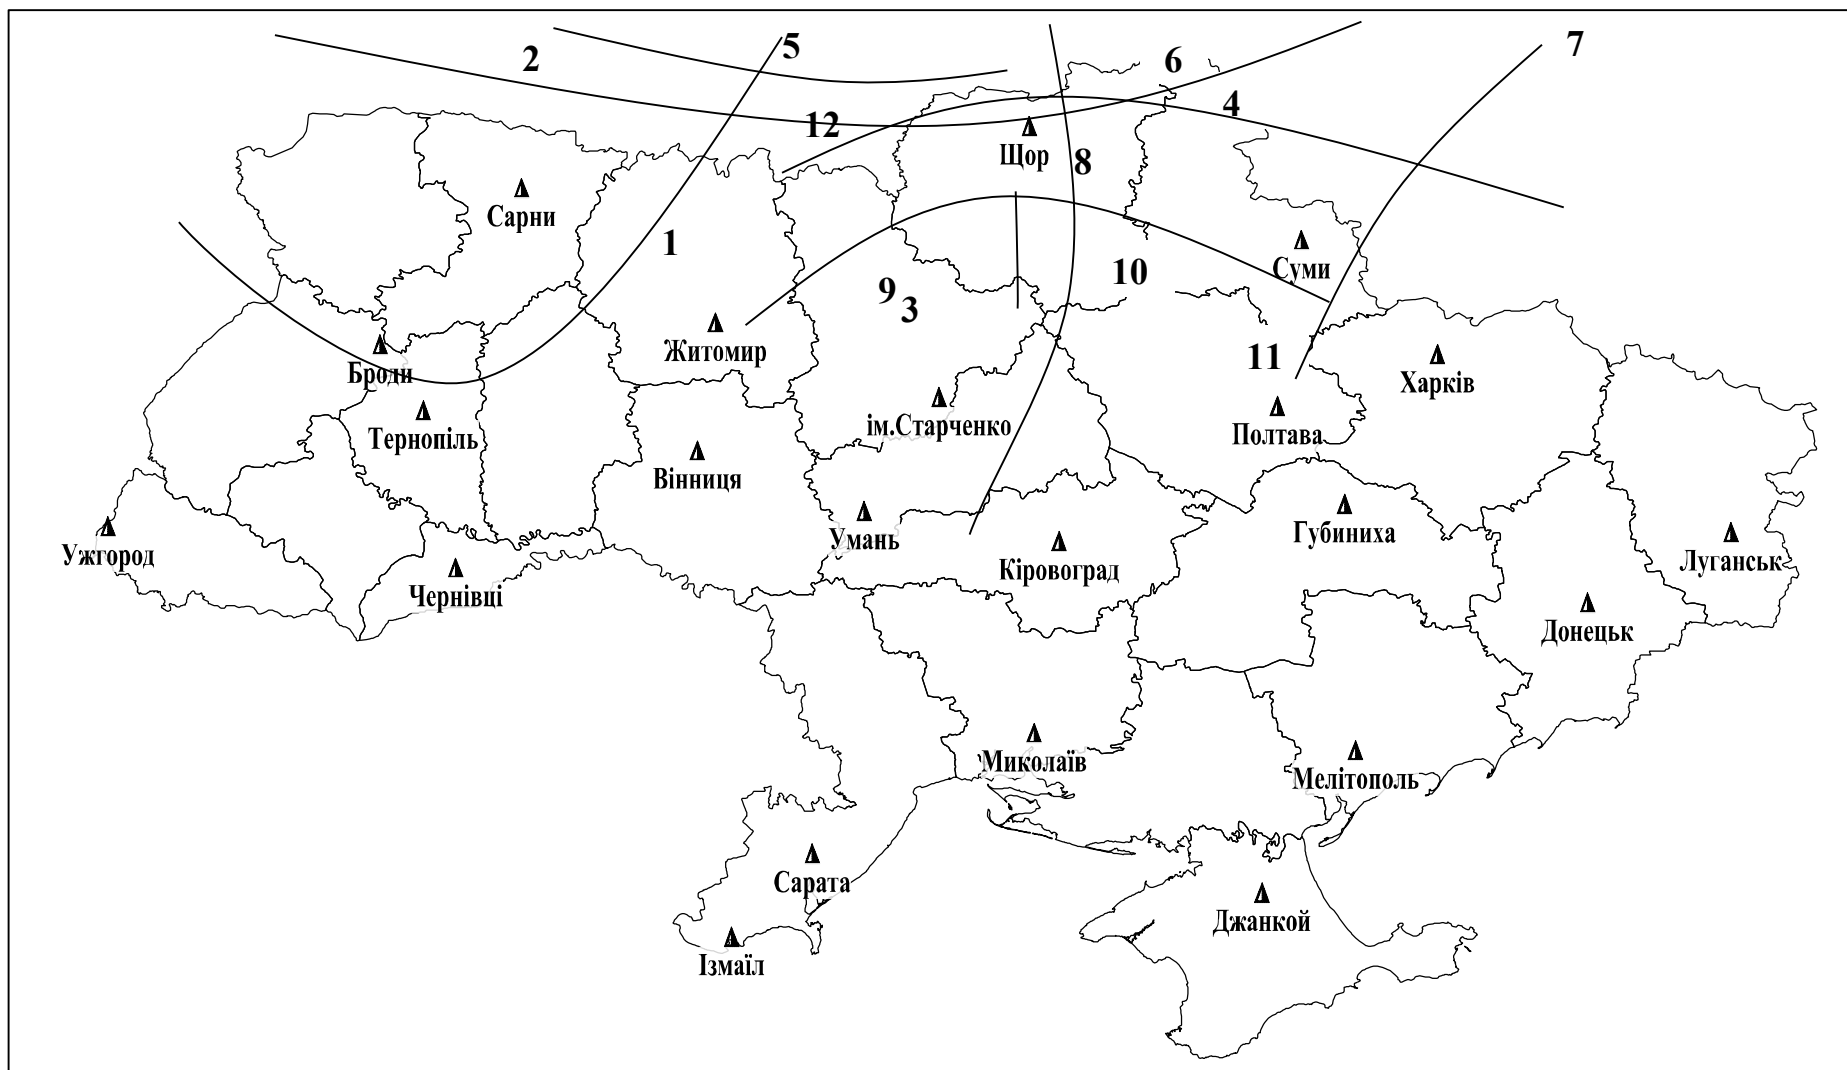 5
7
2
6
4
12
Щор
8
Сарни
1
Суми
10
9
3
Житомир
11
Броди
Харків
ім.Старченко
Тернопіль
Полтава
Вінниця
Умань
Губиниха
Ужгород
Луганськ
Кіровоград
Чернівці
Донецьк
Миколаїв
Мелітополь
Сарата
Джанкой
Ізмаїл